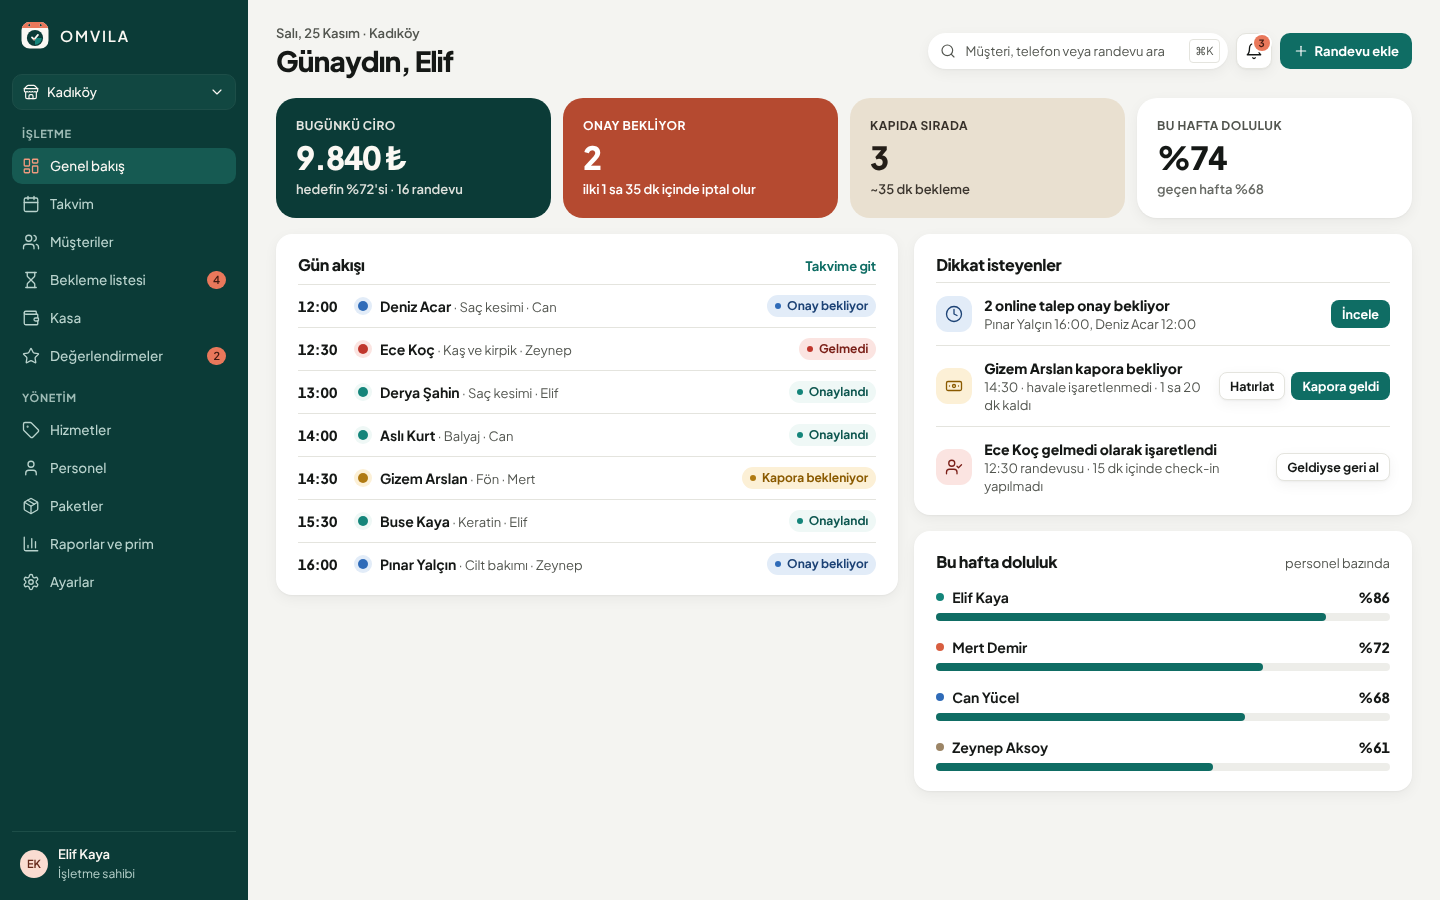 OMVILA
Kadıköy
İŞLETME
Genel bakış
Takvim
Müşteriler
Bekleme listesi 4
Kasa
Değerlendirmeler 2
YÖNETİM
Hizmetler
Personel
Paketler
Raporlar ve prim
Ayarlar
EK
Elif Kaya
İşletme sahibi
Salı, 25 Kasım · Kadıköy
Günaydın, Elif
Müşteri, telefon veya randevu ara ⌘K
3
Randevu ekle
BUGÜNKÜ CİRO
9.840 ₺
hedefin %72'si · 16 randevu
ONAY BEKLİYOR
2
ilki 1 sa 35 dk içinde iptal olur
KAPIDA SIRADA
3
~35 dk bekleme
BU HAFTA DOLULUK
%74
geçen hafta %68
Gün akışı Takvime git
12:00 Deniz Acar · Saç kesimi · Can Onay bekliyor
12:30 Ece Koç · Kaş ve kirpik · Zeynep Gelmedi
13:00 Derya Şahin · Saç kesimi · Elif Onaylandı
14:00 Aslı Kurt · Balyaj · Can Onaylandı
14:30 Gizem Arslan · Fön · Mert Kapora bekleniyor
15:30 Buse Kaya · Keratin · Elif Onaylandı
16:00 Pınar Yalçın · Cilt bakımı · Zeynep Onay bekliyor
Dikkat isteyenler
2 online talep onay bekliyor
Pınar Yalçın 16:00, Deniz Acar 12:00
İncele
Gizem Arslan kapora bekliyor
14:30 · havale işaretlenmedi · 1 sa 20
dk kaldı
Hatırlat Kapora geldi
Ece Koç gelmedi olarak işaretlendi
12:30 randevusu · 15 dk içinde check-in
yapılmadı
Geldiyse geri al
Bu hafta doluluk personel bazında
Elif Kaya %86
Mert Demir %72
Can Yücel %68
Zeynep Aksoy %61